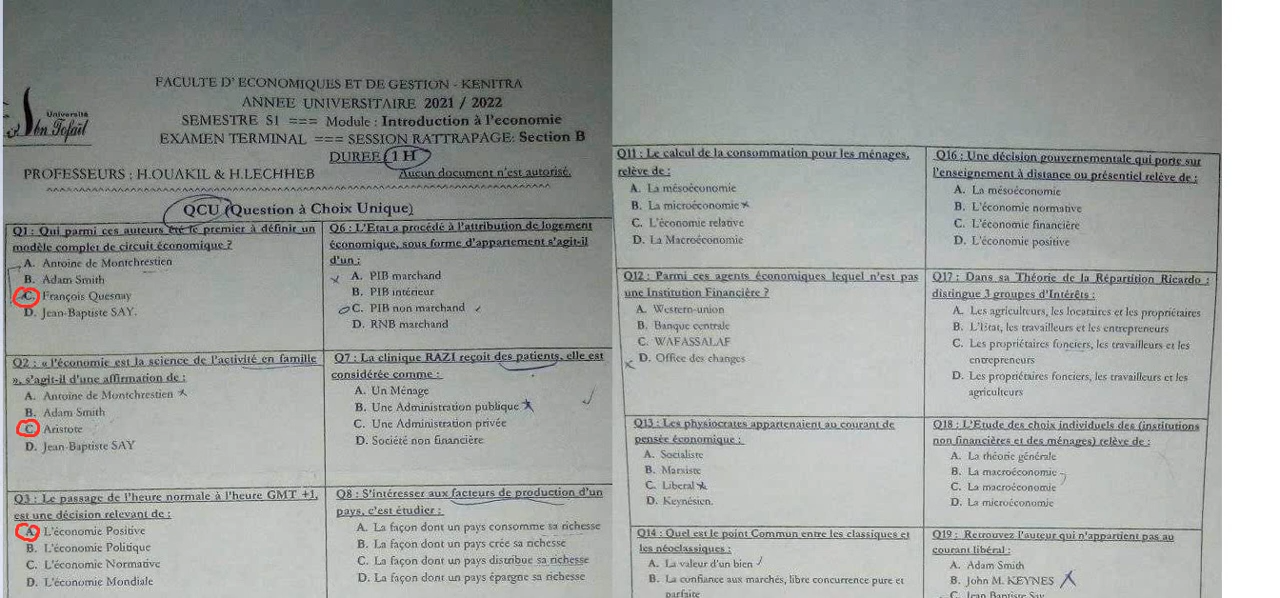 FACULTE D' ECONOMIQUES ET DE GESTION - KENITRA
ANNEE UNIVERSITAIRE 2021 / 2022
SEMESTRE S1 === Module : Introduction à l'economie
EXAMEN TERMINAL === SESSION RATTRAPAGE: Section B
DUREE (1 H)
Université
Ibn Tofail
PROFESSEURS : H.OUAKIL & H.LECHHEB
Aucun document n'est autorisé.
QCU (Question à Choix Unique)
Q1 : Qui parmi ces auteurs été le premier à définir un
modèle complet de circuit économique ?
A. Antoine de Montchrestien
B. Adam Smith
C. François Quesnay
D. Jean-Baptiste SAY.
Q2 : « l'économie est la science de l'activité en famille
», s'agit-il d'une affirmation de :
A. Antoine de Montchrestien
B. Adam Smith
C. Aristote
D. Jean-Baptiste SAY
Q3 : Le passage de l'heure normale à l'heure GMT +1,
est une décision relevant de :
A. L'économie Positive
B. L'économie Politique
C. L'économie Normative
D. L'économie Mondiale
Q6 : L'Etat a procédé à l'attribution de logement
économique, sous forme d'appartement s'agit-il
d'un :
A. PIB marchand
B. PIB intérieur
C. PIB non marchand
D. RNB marchand
Q7 : La clinique RAZI reçoit des patients, elle est
considérée comme :
A. Un Ménage
B. Une Administration publique
C. Une Administration privée
D. Société non financière
Q8 : S'intéresser aux facteurs de production d'un
pays, c'est étudier :
A. La façon dont un pays consomme sa richesse
B. La façon dont un pays crée sa richesse
C. La façon dont un pays distribue sa richesse
D. La façon dont un pays épargne sa richesse
Q11 : Le calcul de la consommation pour les ménages,
relève de :
A. La mésoéconomie
B. La microéconomie
C. L'économie relative
D. La Macroéconomie
Q12 : Parmi ces agents économiques lequel n'est pas
une Institution Financière ?
A. Western-union
B. Banque centrale
C. WAFASSALAF
D. Office des changes
Q13 : Les physiocrates appartenaient au courant de
pensée économique :
A. Socialiste
B. Marxiste
C. Liberal
D. Keynésien.
Q14 : Quel est le point Commun entre les classiques et
les néoclassiques :
A. La valeur d'un bien
B. La confiance aux marchés, libre concurrence pure et
parfaite
Q16 : Une décision gouvernementale qui porte sur
l'enseignement à distance ou présentiel relève de :
A. La mésoéconomie
B. L'économie normative
C. L'économie financière
D. L'économie positive
Q17 : Dans sa Théorie de la Répartition Ricardo ;
distingue 3 groupes d'Intérêts :
A. Les agriculteurs, les locataires et les propriétaires
B. L'Etat, les travailleurs et les entrepreneurs
C. Les propriétaires fonciers, les travailleurs et les
entrepreneurs
D. Les propriétaires fonciers, les travailleurs et les
agriculteurs
Q18 : L'Etude des choix individuels des (institutions
non financières et des ménages) relève de :
A. La théorie générale
B. La macroéconomie
C. La macroéconomie
D. La microéconomie
Q19 : Retrouvez l'auteur qui n'appartient pas au
courant libéral :
A. Adam Smith
B. John M. KEYNES
C. Jean Baptiste Say